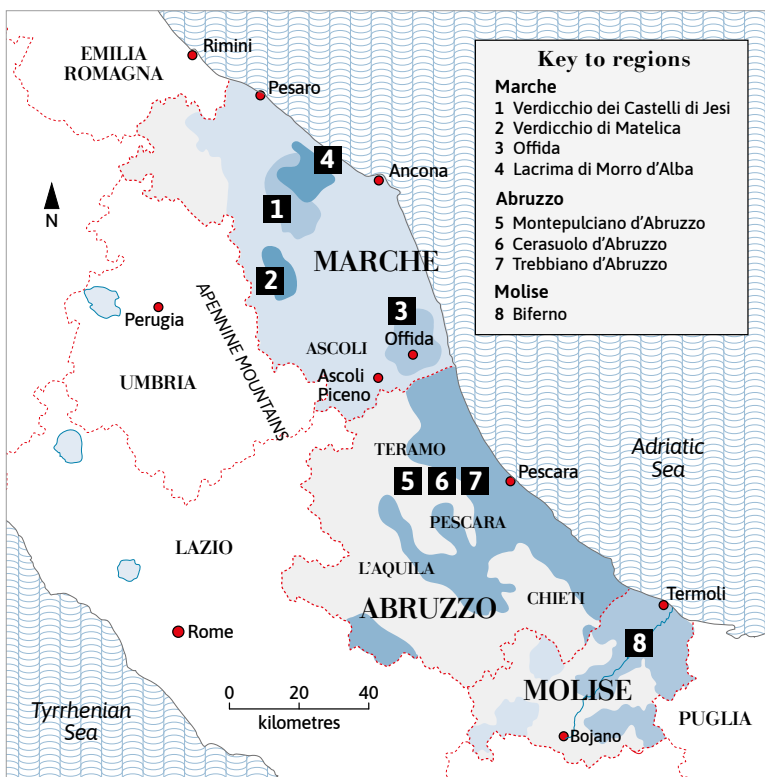 EMILIA
ROMAGNA
Rimini
Pesaro
Key to regions
Marche
1 Verdicchio dei Castelli di Jesi
2 Verdicchio di Matelica
3 Offida
4 Lacrima di Morro d'Alba
Abruzzo
5 Montepulciano d'Abruzzo
6 Cerasuolo d'Abruzzo
7 Trebbiano d'Abruzzo
Molise
8 Biferno
4
Ancona
N
1
MARCHE
2
3
APENNINE MOUNTAINS
Perugia
Offida
ASCOLI
Ascoli
Piceno
UMBRIA
TERAMO
Adriatic
Sea
5 6 7
Pescara
PESCARA
LAZIO
L'AQUILA
CHIETI
ABRUZZO
Termoli
Rome
8
0 20 40
kilometres
MOLISE
Tyrrhenian
Sea
PUGLIA
Bojano